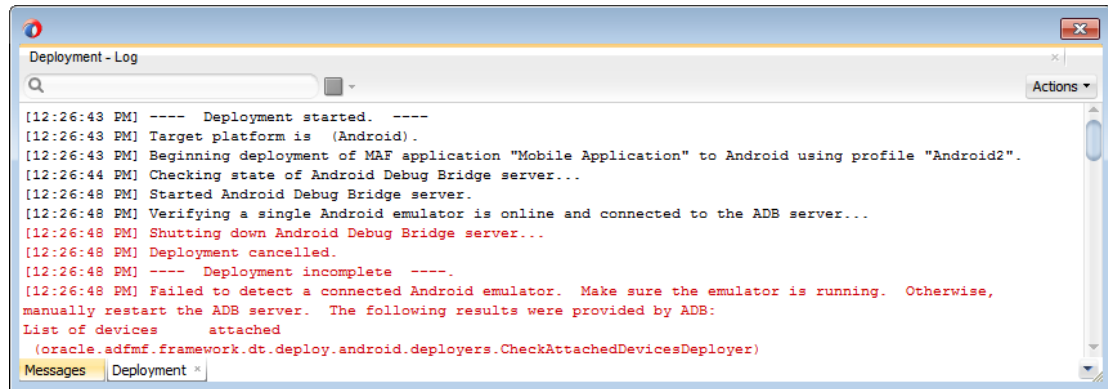 Deployment - Log
Actions
[12:26:43 PM] ----  Deployment started.  ----
[12:26:43 PM] Target platform is  (Android).
[12:26:43 PM] Beginning deployment of MAF application "Mobile Application" to Android using profile "Android2".
[12:26:44 PM] Checking state of Android Debug Bridge server...
[12:26:48 PM] Started Android Debug Bridge server.
[12:26:48 PM] Verifying a single Android emulator is online and connected to the ADB server...
[12:26:48 PM] Shutting down Android Debug Bridge server...
[12:26:48 PM] Deployment cancelled.
[12:26:48 PM] ----  Deployment incomplete  ----.
[12:26:48 PM] Failed to detect a connected Android emulator.  Make sure the emulator is running.  Otherwise,
manually restart the ADB server.  The following results were provided by ADB:
List of devices      attached
 (oracle.adfmf.framework.dt.deploy.android.deployers.CheckAttachedDevicesDeployer)
Messages Deployment